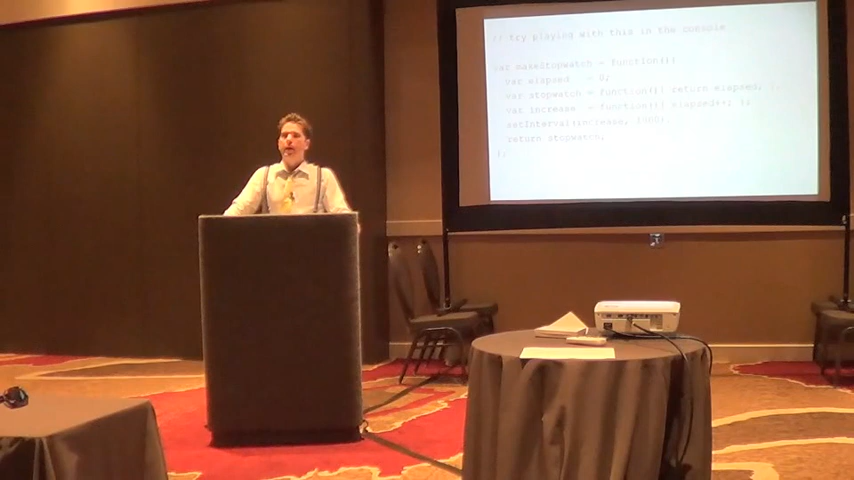 // try playing with this in the console
var makeStopwatch = function(){
var elapsed = 0;
var stopwatch = function() { return elapsed; };
var increase = function() { elapsed++; };
setInterval(increase, 1000);
return stopwatch;
};